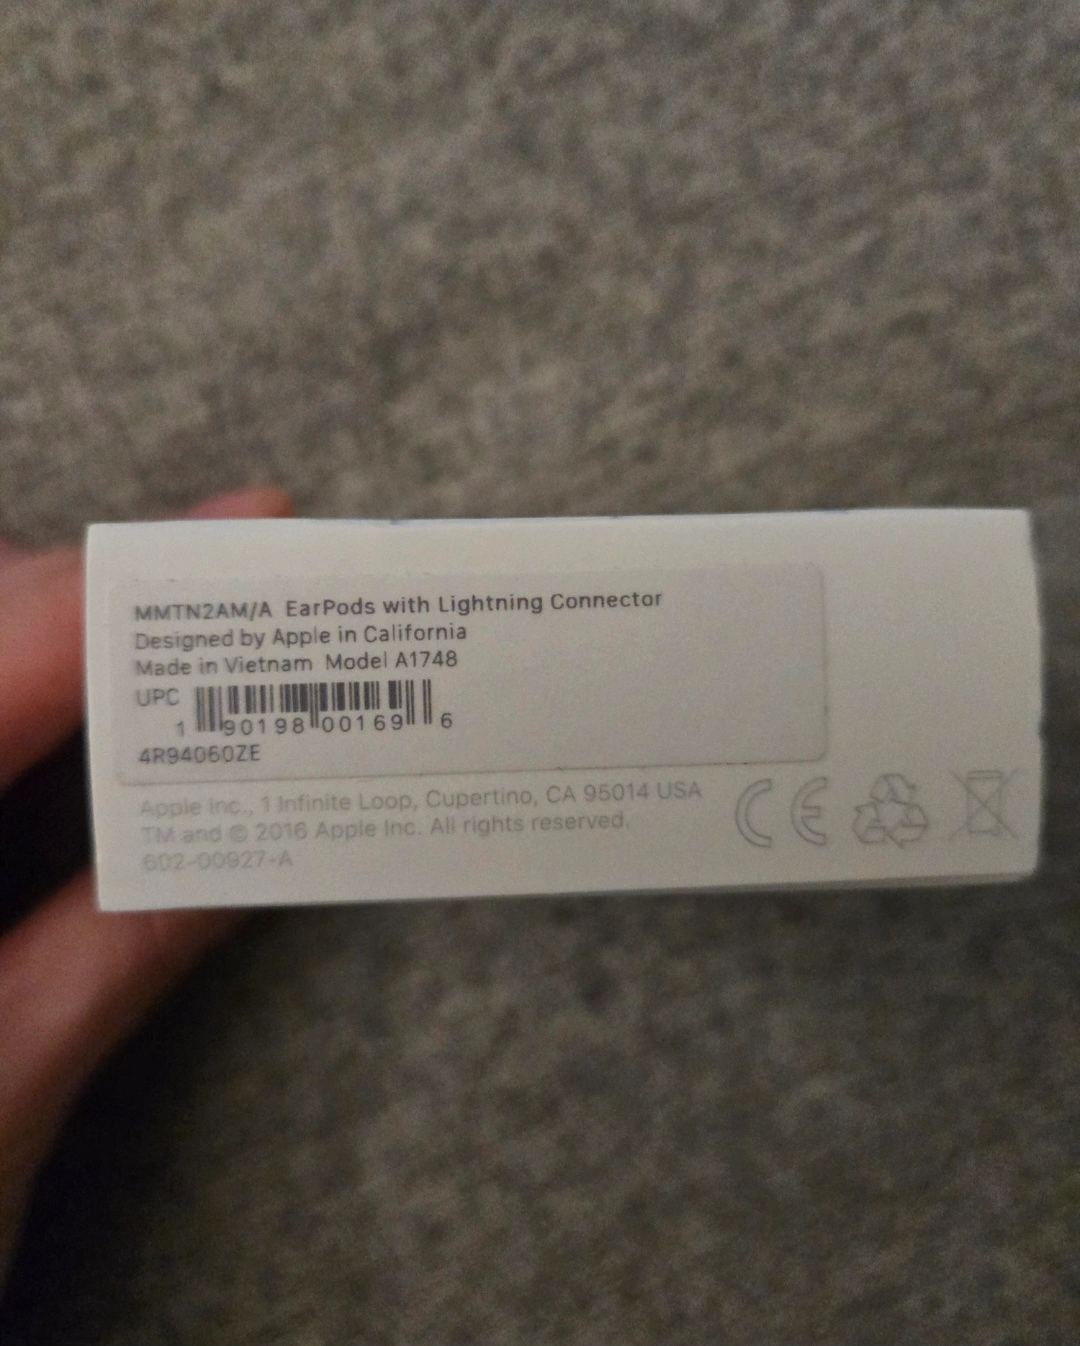 MMTN2AM/A EarPods with Lightning Connector
Designed by Apple in California
Made in Vietnam Model A1748
UPC
1 90198 00169 6
4R94060ZE
Apple Inc., 1 Infinite Loop, Cupertino, CA 95014 USA
TM and © 2016 Apple Inc. All rights reserved.
602-00927-A
CE